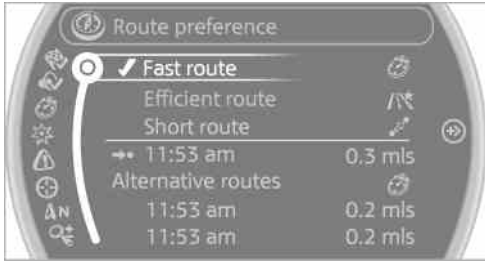 Route preference
Fast route
Efficient route
Short route
11:53 am 0.3 mls
Alternative routes
11:53 am 0.2 mls
11:53 am 0.2 mls
N